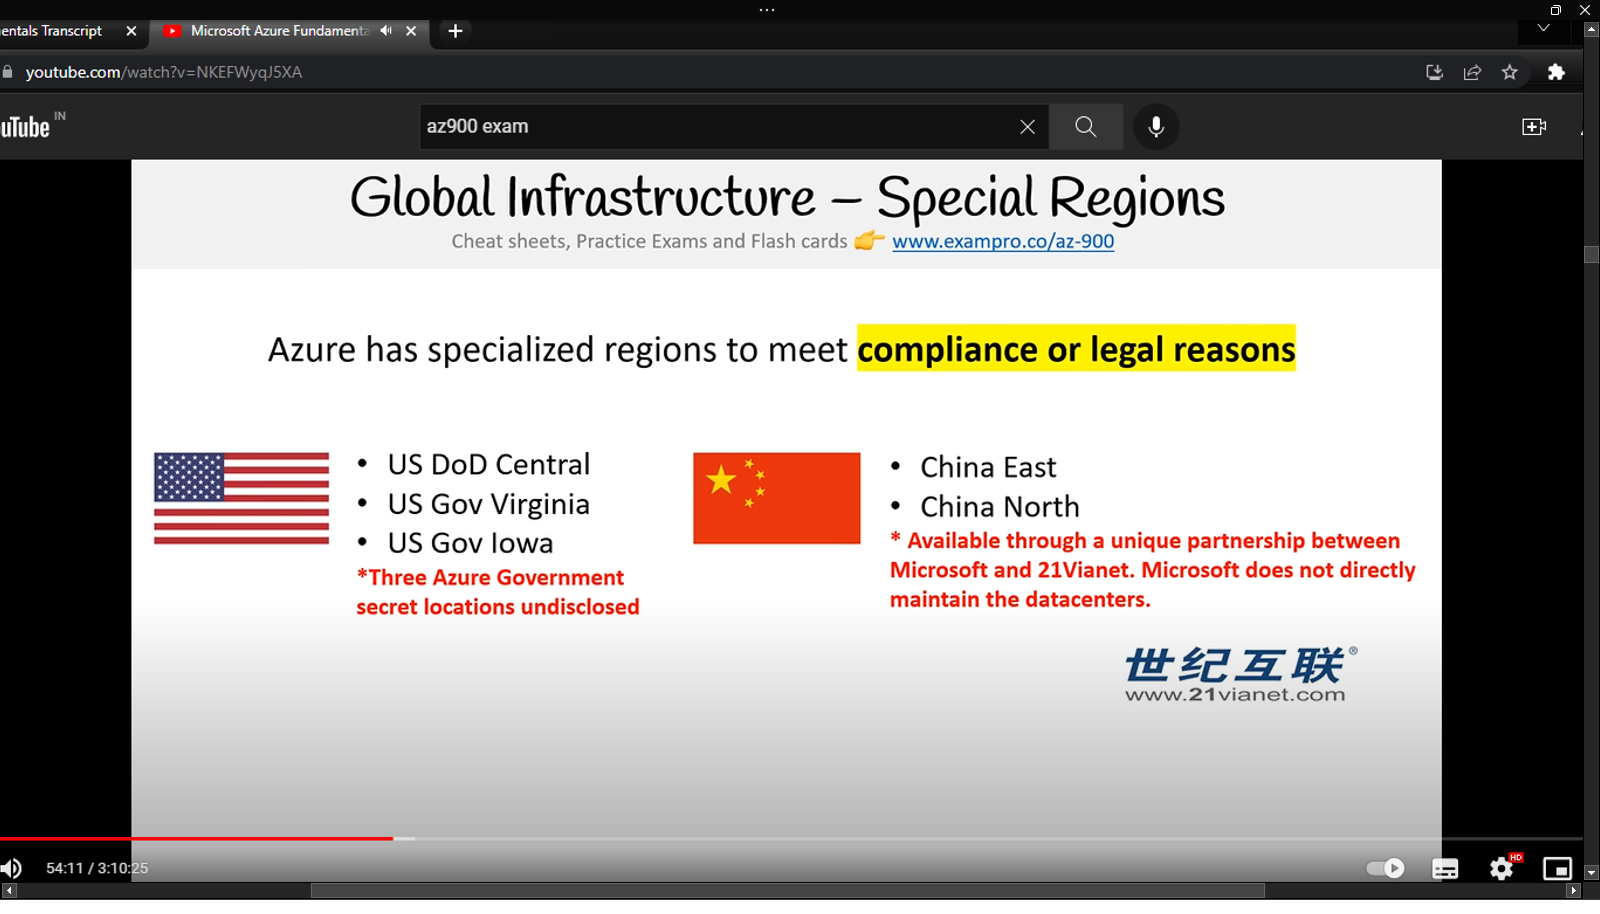 entals Transcript
Microsoft Azure Fundamenta
youtube.com/watch?v=NKEFWyqJ5XA
ouTube IN
az900 exam
Global Infrastructure – Special Regions
Cheat sheets, Practice Exams and Flash cards 👉 www.exampro.co/az-900
Azure has specialized regions to meet compliance or legal reasons
• US DoD Central
• US Gov Virginia
• US Gov Iowa
*Three Azure Government
secret locations undisclosed
• China East
• China North
* Available through a unique partnership between
Microsoft and 21Vianet. Microsoft does not directly
maintain the datacenters.
世纪互联®
www.21vianet.com
54:11 / 3:10:25
HD